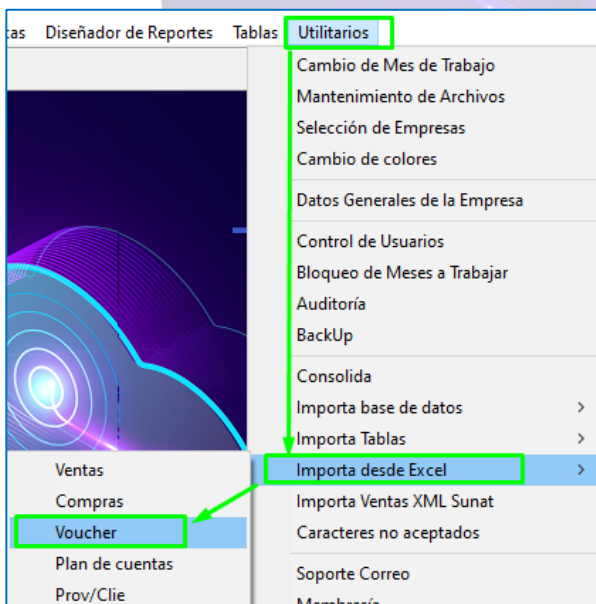 Diseñador de Reportes Tablas Utilitarios
Cambio de Mes de Trabajo
Mantenimiento de Archivos
Selección de Empresas
Cambio de colores
Datos Generales de la Empresa
Control de Usuarios
Bloqueo de Meses a Trabajar
Auditoría
BackUp
Consolida
Importa base de datos
Importa Tablas
Importa desde Excel
Importa Ventas XML Sunat
Caracteres no aceptados
Soporte Correo
Membresía
Ventas
Compras
Voucher
Plan de cuentas
Prov/Clie